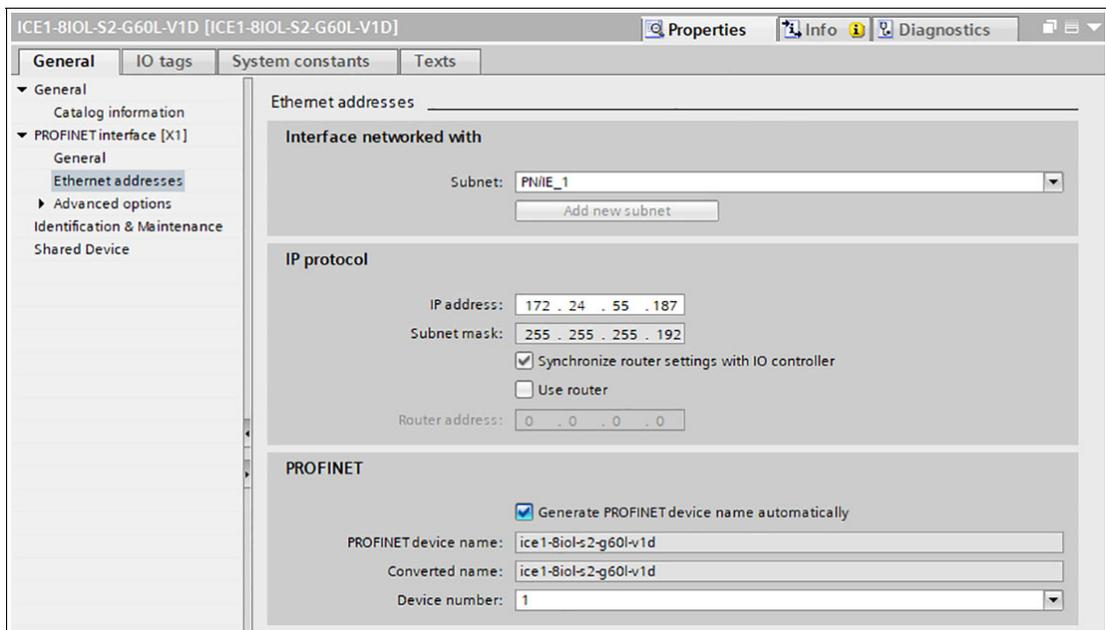 ICE1-8IOL-S2-G60L-V1D [ICE1-8IOL-S2-G60L-V1D]
Properties
Info
Diagnostics
General
IO tags
System constants
Texts
General
Catalog information
PROFINET interface [X1]
General
Ethernet addresses
Advanced options
Identification & Maintenance
Shared Device
Ethernet addresses
Interface networked with
Subnet: PN/IE_1
Add new subnet
IP protocol
IP address: 172 . 24 . 55 . 187
Subnet mask: 255 . 255 . 255 . 192
Synchronize router settings with IO controller
Use router
Router address: 0 . 0 . 0 . 0
PROFINET
Generate PROFINET device name automatically
PROFINET device name: ice1-8iol-s2-g60l-v1d
Converted name: ice1-8iol-s2-g60l-v1d
Device number: 1